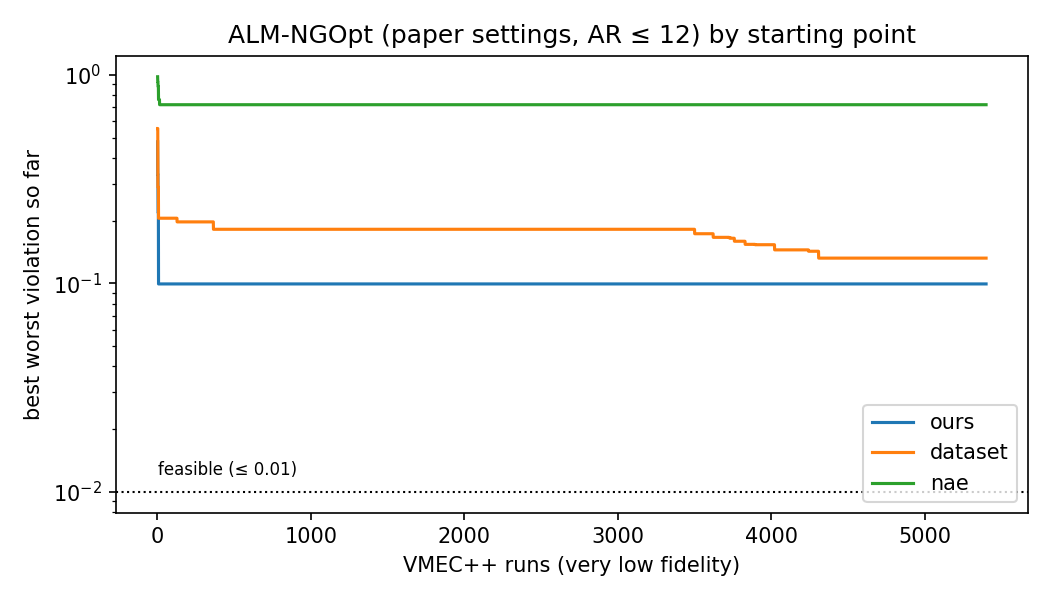 ALM-NGOpt (paper settings, AR ≤ 12) by starting point
best worst violation so far
10⁰
10⁻¹
10⁻²
feasible (≤ 0.01)
ours
dataset
nae
0 1000 2000 3000 4000 5000
VMEC++ runs (very low fidelity)